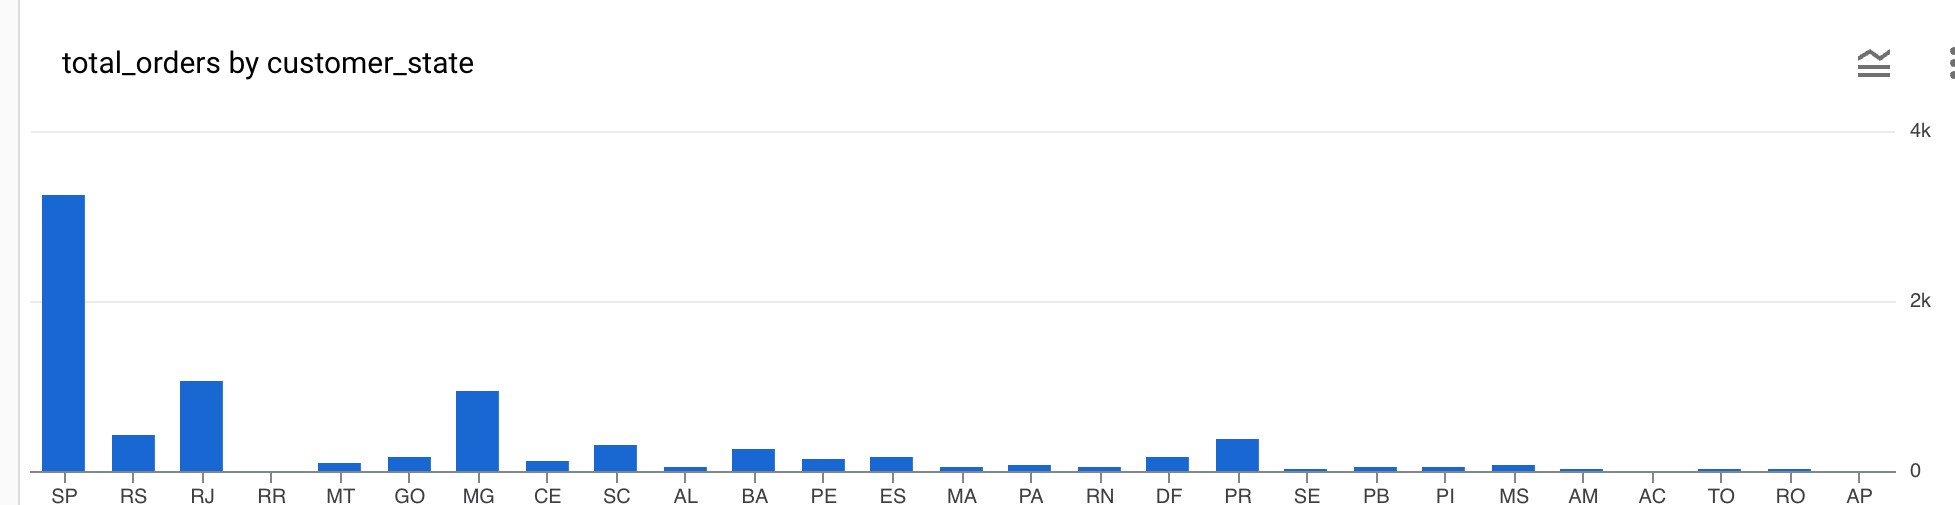 total_orders by customer_state
4k
2k
0
SP RS RJ RR MT GO MG CE SC AL BA PE ES MA PA RN DF PR SE PB PI MS AM AC TO RO AP